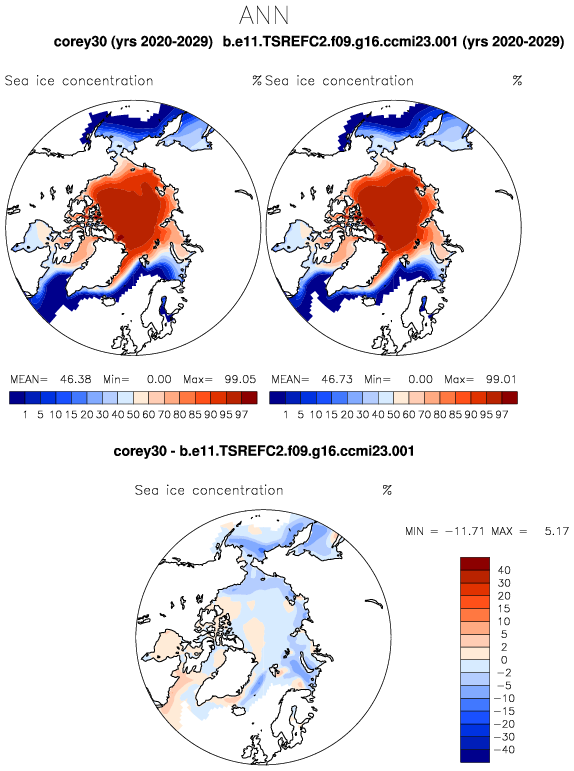 ANN
corey30 (yrs 2020-2029) b.e11.TSREFC2.f09.g16.ccmi23.001 (yrs 2020-2029)
Sea ice concentration % Sea ice concentration %
MEAN= 46.38 Min= 0.00 Max= 99.05 MEAN= 46.73 Min= 0.00 Max= 99.01
1 5 10 15 20 30 40 50 60 70 80 85 90 95 97 1 5 10 15 20 30 40 50 60 70 80 85 90 95 97
corey30 - b.e11.TSREFC2.f09.g16.ccmi23.001
Sea ice concentration %
MIN = −11.71 MAX = 5.17
40
30
20
15
10
5
2
0
−2
−5
−10
−15
−20
−30
−40